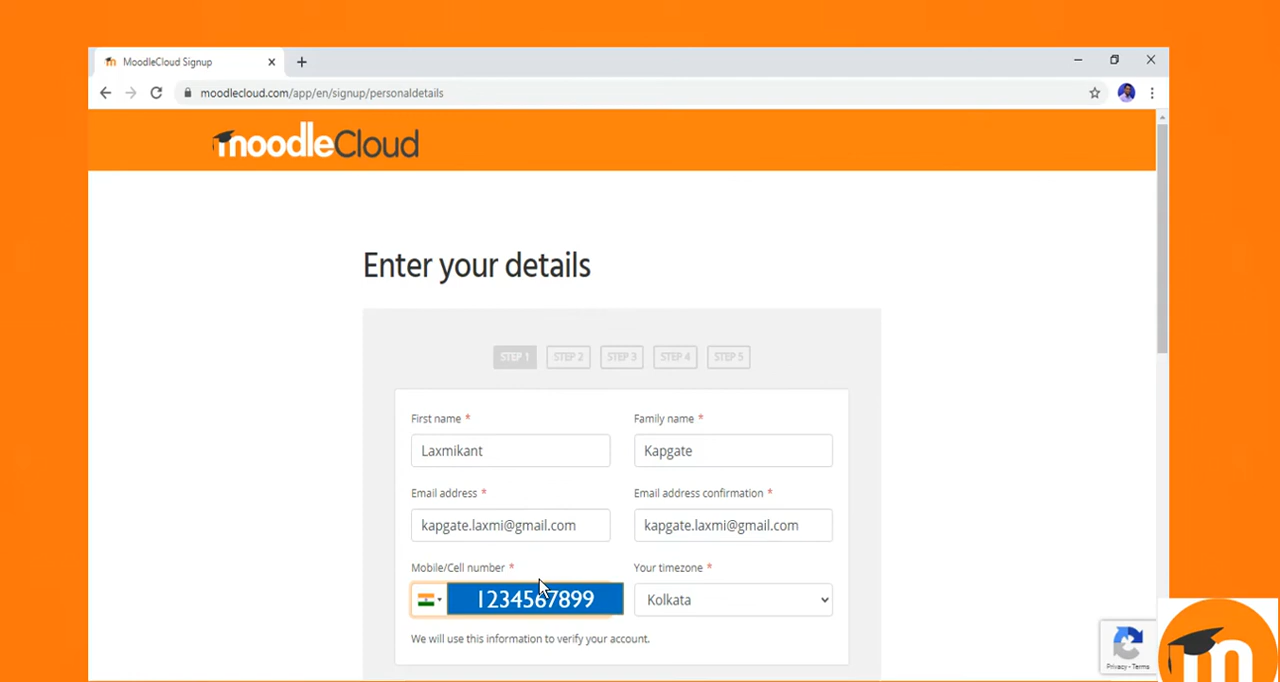 MoodleCloud Signup
moodlecloud.com/app/en/signup/personaldetails
moodleCloud
Enter your details
STEP 1 STEP 2 STEP 3 STEP 4 STEP 5
First name * Family name *
Laxmikant Kapgate
Email address * Email address confirmation *
kapgate.laxmi@gmail.com kapgate.laxmi@gmail.com
Mobile/Cell number * Your timezone *
1234567899 Kolkata
We will use this information to verify your account.
Privacy - Terms
m